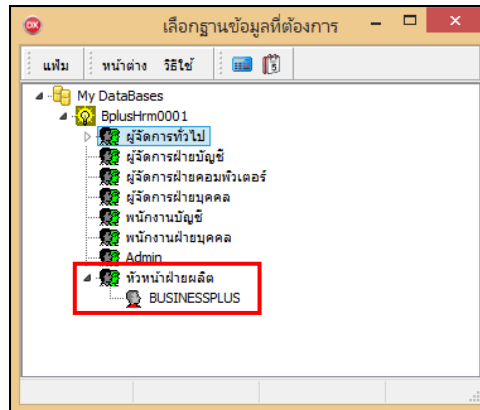 เลือกฐานข้อมูลที่ต้องการ
แฟ้ม หน้าต่าง วิธีใช้
My DataBases
BplusHrm0001
ผู้จัดการทั่วไป
ผู้จัดการฝ่ายบัญชี
ผู้จัดการฝ่ายคอมพิวเตอร์
ผู้จัดการฝ่ายบุคคล
พนักงานบัญชี
พนักงานฝ่ายบุคคล
Admin
หัวหน้าฝ่ายผลิต
BUSINESSPLUS